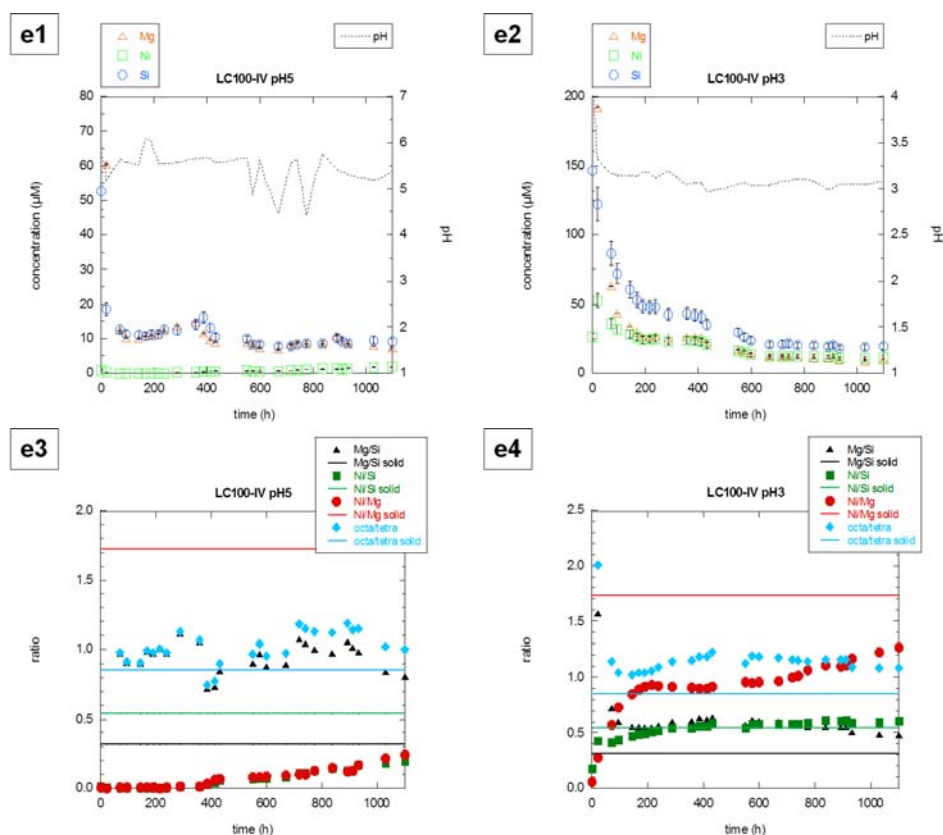 e1
Mg
Ni
Si
pH
LC100-IV pH5
80
70
60
50
40
30
20
10
0
concentration (µM)
7
6
5
4
3
2
1
pH
0 200 400 600 800 1000
time (h)
e2
Mg
Ni
Si
pH
LC100-IV pH3
200
150
100
50
0
concentration (µM)
4
3.5
3
2.5
2
1.5
1
pH
0 200 400 600 800 1000
time (h)
e3
Mg/Si
Mg/Si solid
Ni/Si
Ni/Si solid
Ni/Mg
Ni/Mg solid
octa/tetra
octa/tetra solid
LC100-IV pH5
2.0
1.5
1.0
0.5
0.0
ratio
0 200 400 600 800 1000
time (h)
e4
Mg/Si
Mg/Si solid
Ni/Si
Ni/Si solid
Ni/Mg
Ni/Mg solid
octa/tetra
octa/tetra solid
LC100-IV pH3
2.5
2.0
1.5
1.0
0.5
0.0
ratio
0 200 400 600 800 1000
time (h)